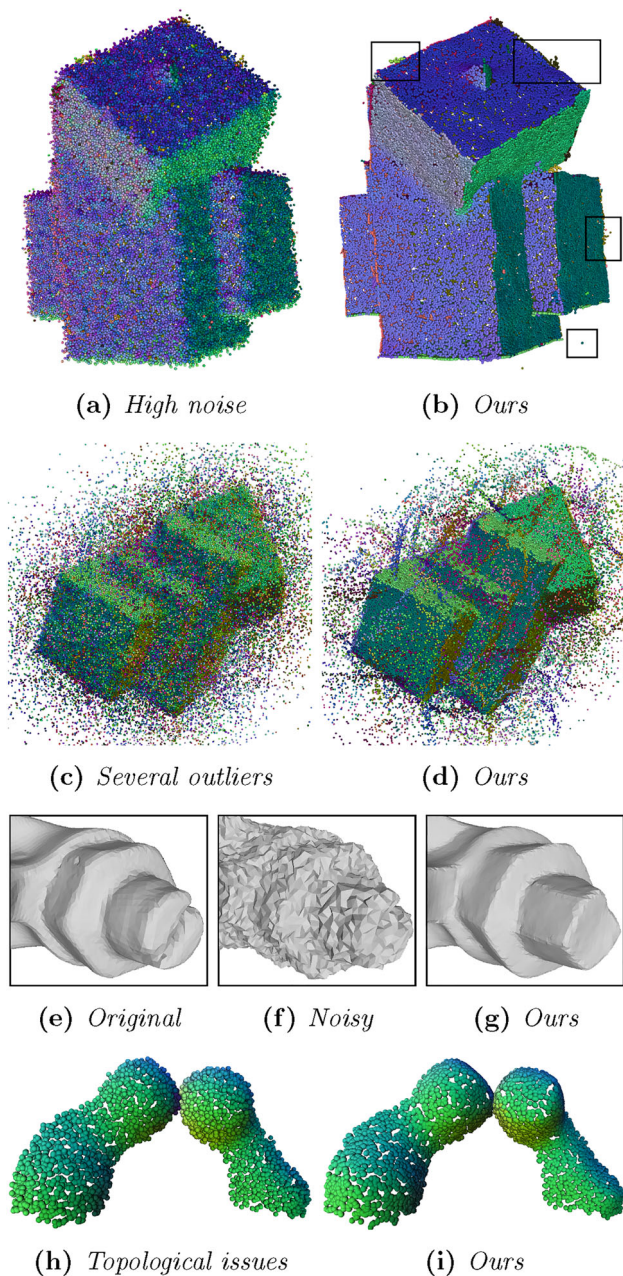 (a) High noise
(b) Ours
(c) Several outliers
(d) Ours
(e) Original
(f) Noisy
(g) Ours
(h) Topological issues
(i) Ours